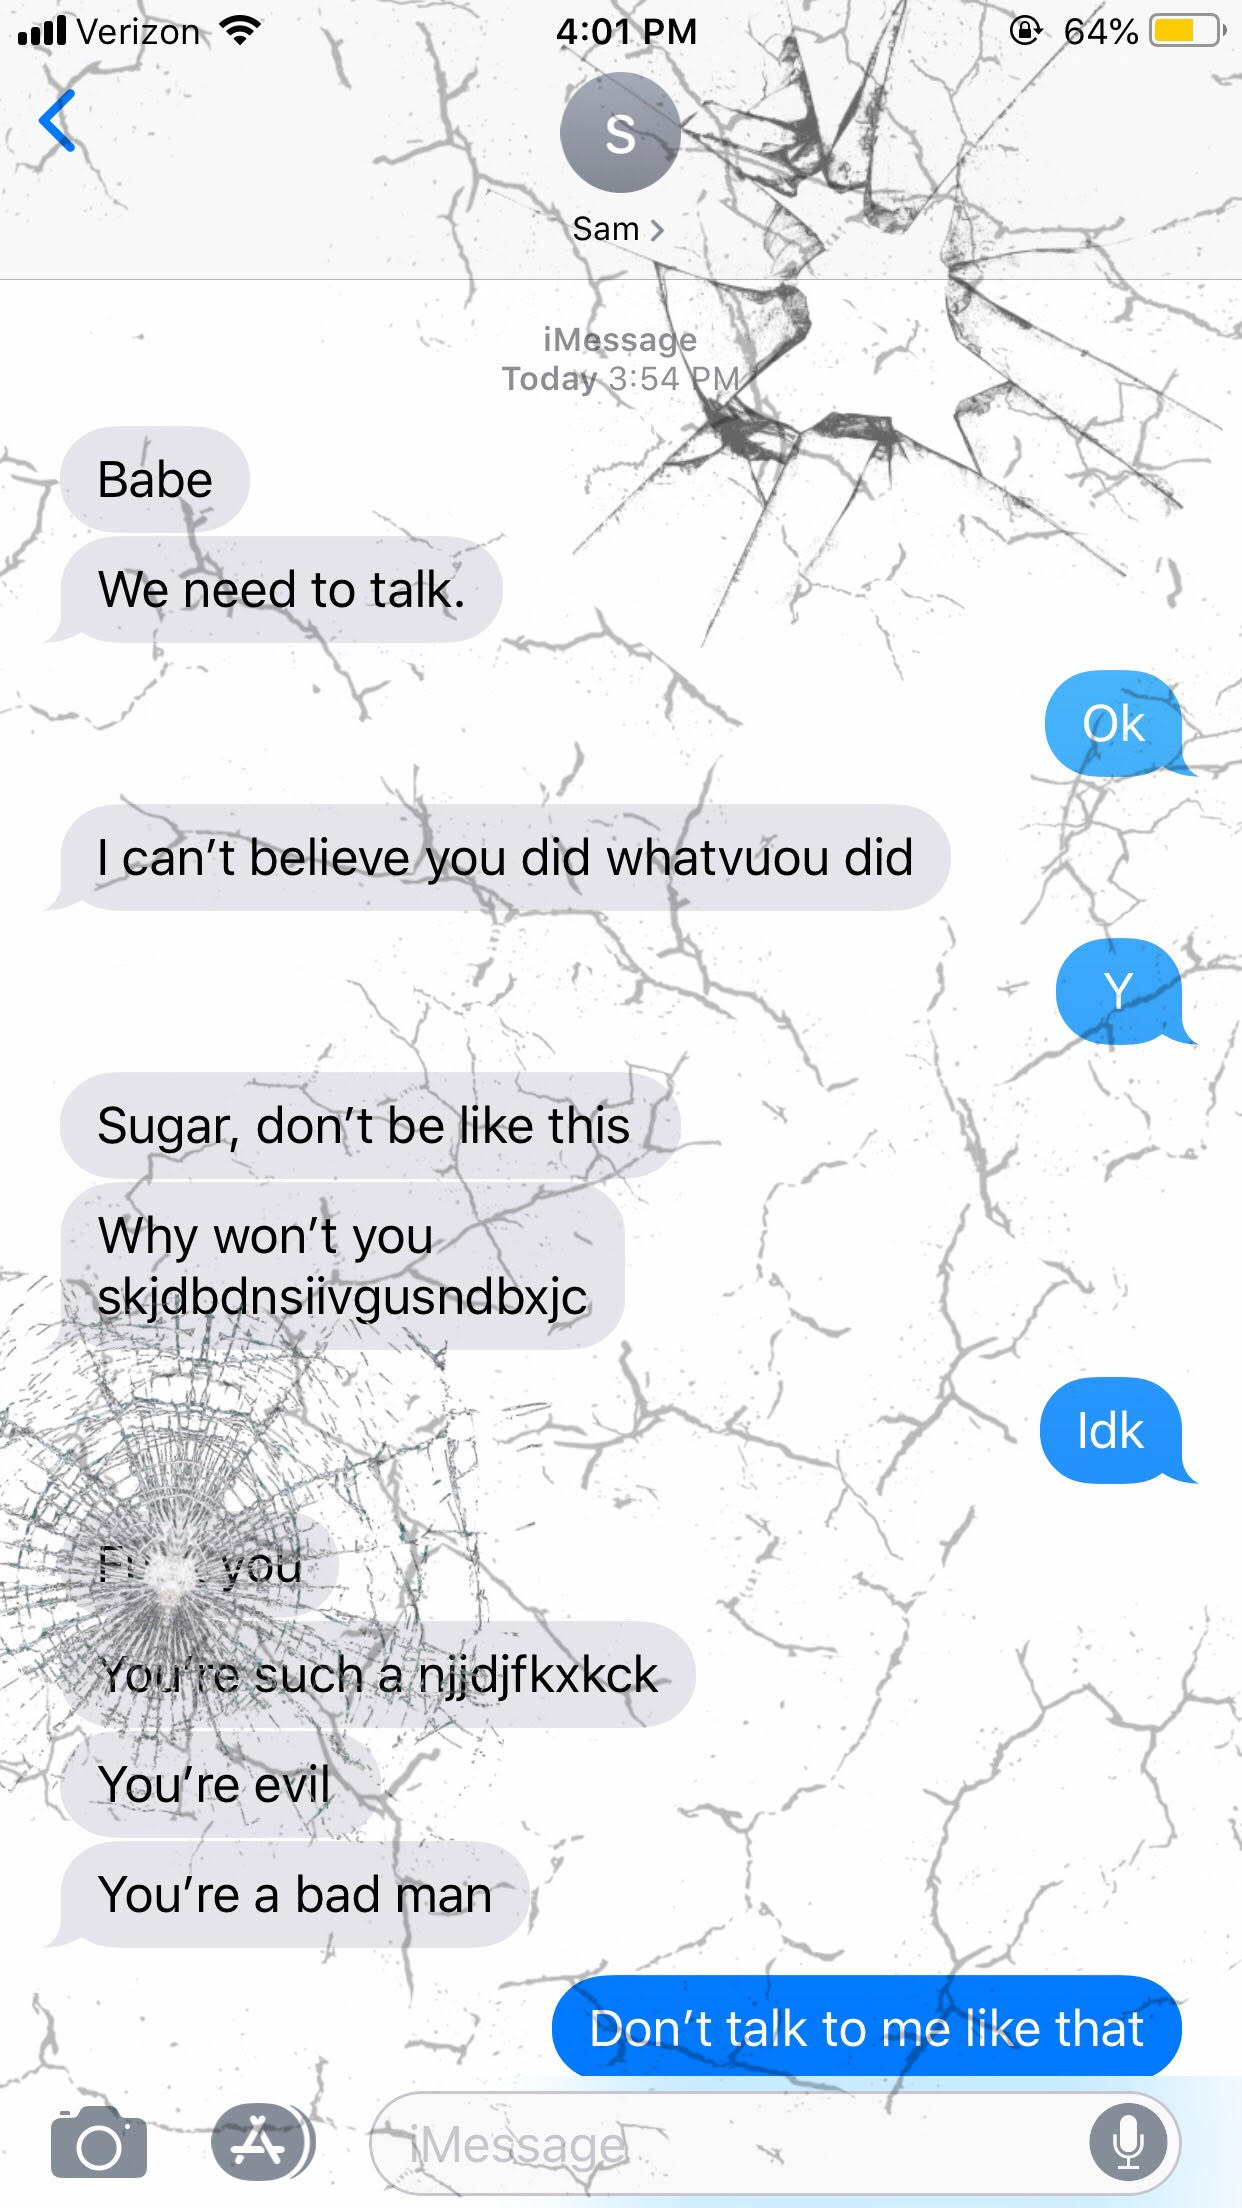 Verizon 4:01 PM 64%
S
Sam
iMessage
Today 3:54 PM
Babe
We need to talk.
Ok
I can’t believe you did whatvuou did
Y
Sugar, don’t be like this
Why won’t you
skjdbdnsiivgusndbxjc
Idk
you
You’re such a njjdjfkxkck
You’re evil
You’re a bad man
Don’t talk to me like that
iMessage